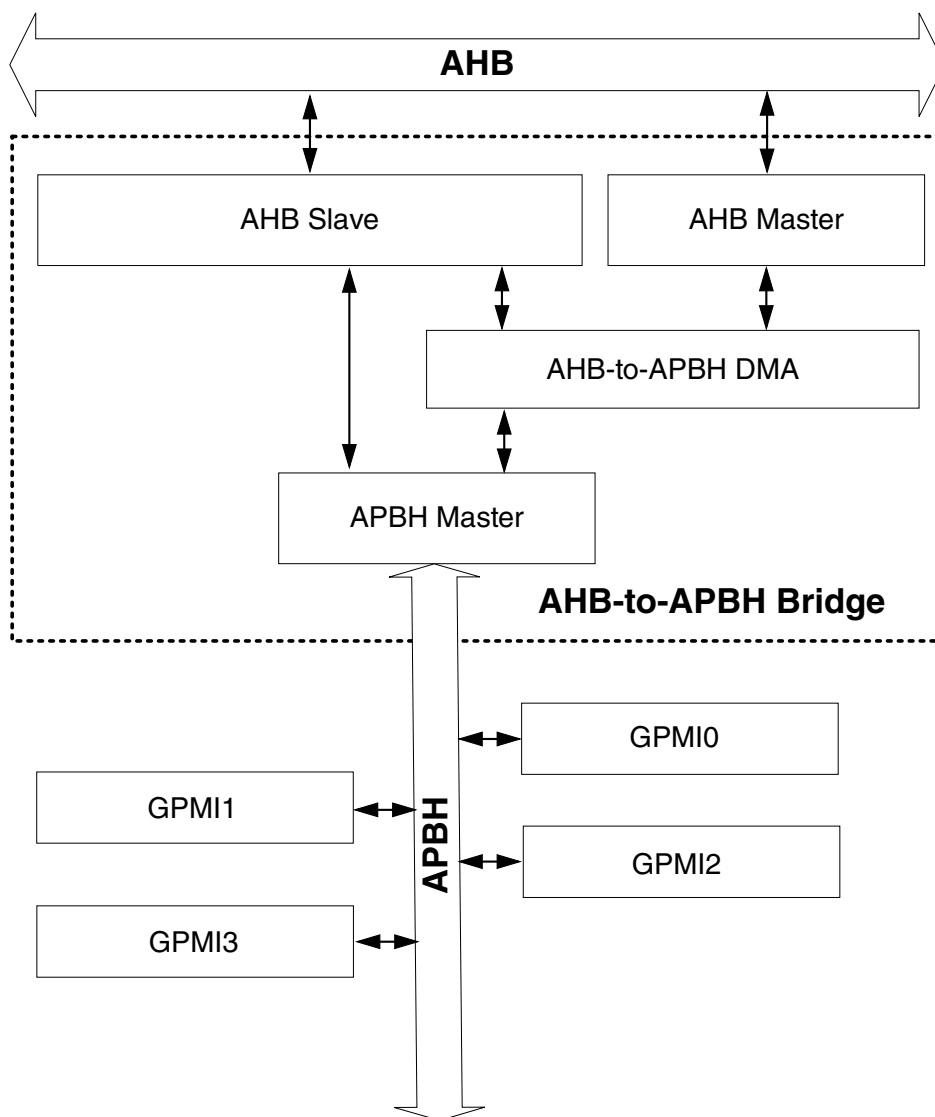 AHB
AHB Slave
AHB Master
AHB-to-APBH DMA
APBH Master
AHB-to-APBH Bridge
GPMI0
GPMI1
APBH
GPMI2
GPMI3